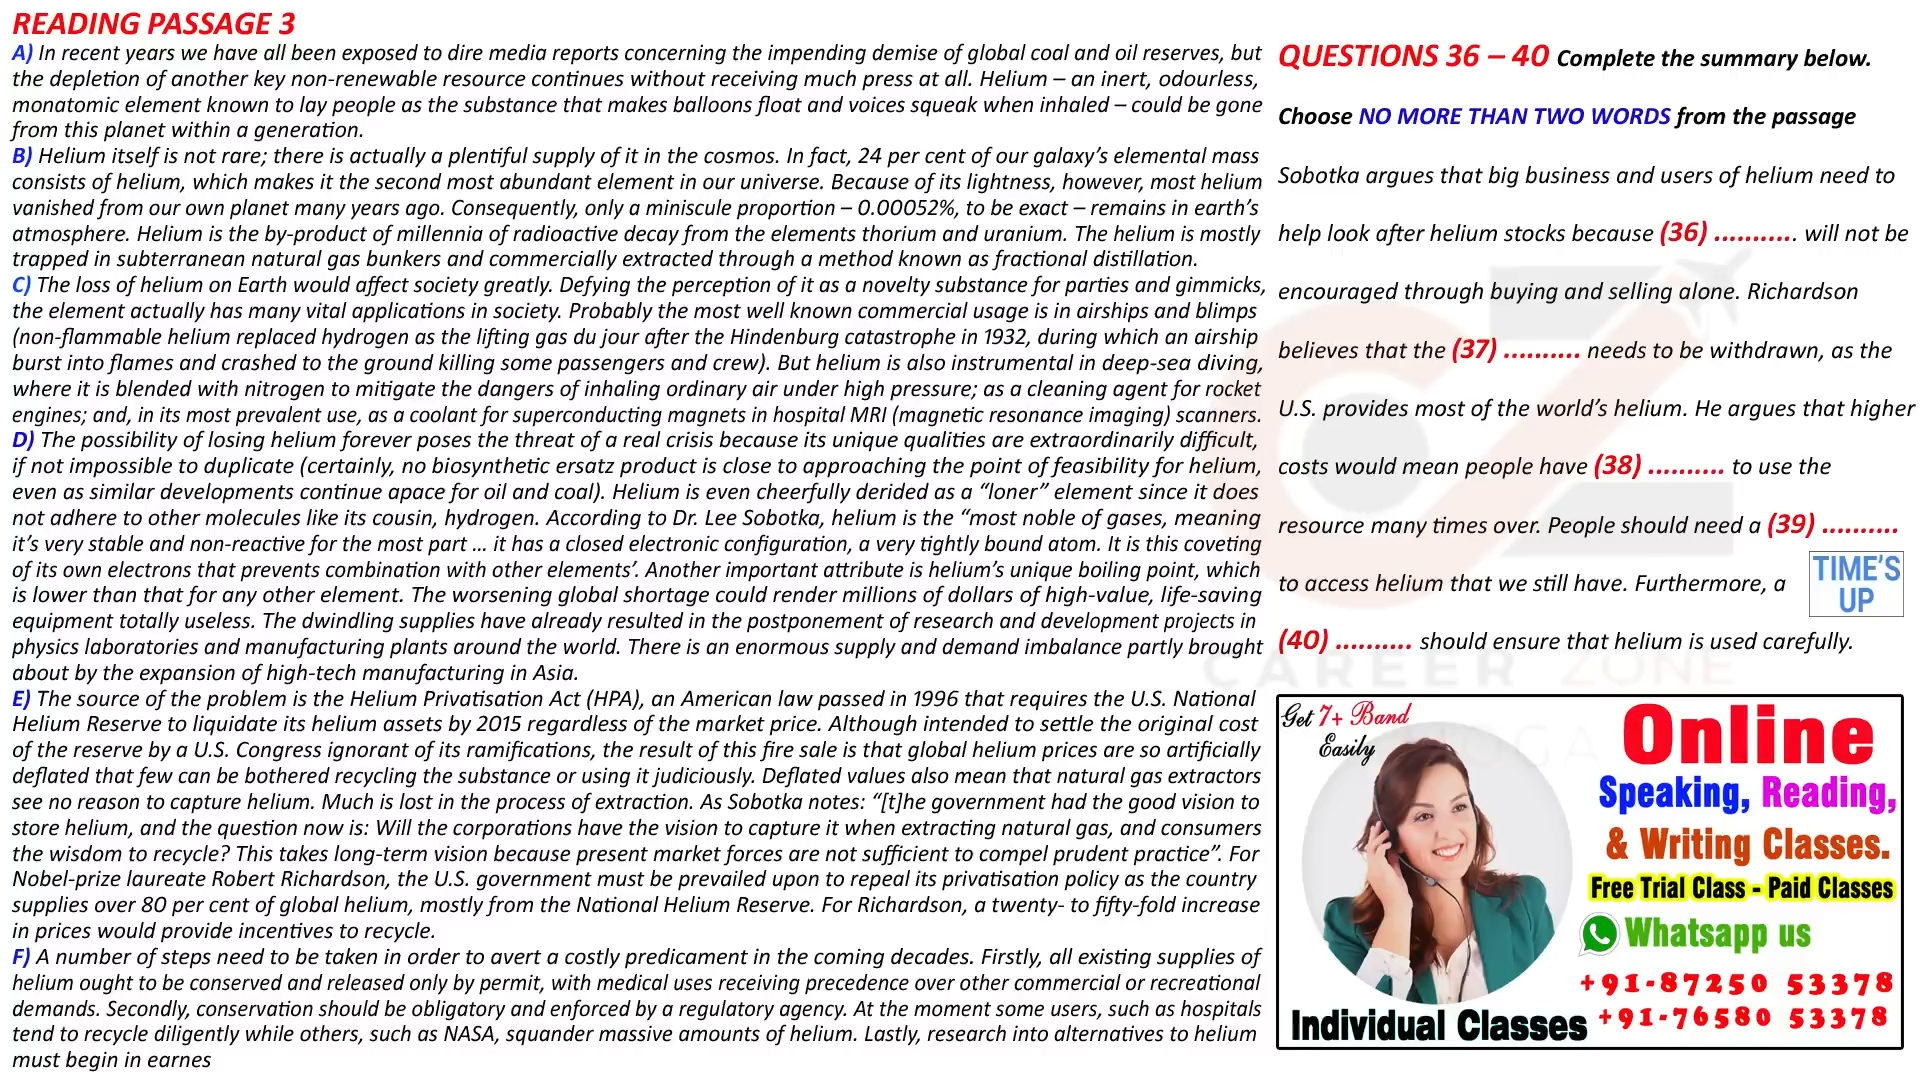 READING PASSAGE 3
A) In recent years we have all been exposed to dire media reports concerning the impending demise of global coal and oil reserves, but
the depletion of another key non-renewable resource continues without receiving much press at all. Helium – an inert, odourless,
monatomic element known to lay people as the substance that makes balloons float and voices squeak when inhaled – could be gone
from this planet within a generation.
B) Helium itself is not rare; there is actually a plentiful supply of it in the cosmos. In fact, 24 per cent of our galaxy's elemental mass
consists of helium, which makes it the second most abundant element in our universe. Because of its lightness, however, most helium
vanished from our own planet many years ago. Consequently, only a miniscule proportion – 0.00052%, to be exact – remains in earth's
atmosphere. Helium is the by-product of millennia of radioactive decay from the elements thorium and uranium. The helium is mostly
trapped in subterranean natural gas bunkers and commercially extracted through a method known as fractional distillation.
C) The loss of helium on Earth would affect society greatly. Defying the perception of it as a novelty substance for parties and gimmicks,
the element actually has many vital applications in society. Probably the most well known commercial usage is in airships and blimps
(non-flammable helium replaced hydrogen as the lifting gas du jour after the Hindenburg catastrophe in 1932, during which an airship
burst into flames and crashed to the ground killing some passengers and crew). But helium is also instrumental in deep-sea diving,
where it is blended with nitrogen to mitigate the dangers of inhaling ordinary air under high pressure; as a cleaning agent for rocket
engines; and, in its most prevalent use, as a coolant for superconducting magnets in hospital MRI (magnetic resonance imaging) scanners.
D) The possibility of losing helium forever poses the threat of a real crisis because its unique qualities are extraordinarily difficult,
if not impossible to duplicate (certainly, no biosynthetic ersatz product is close to approaching the point of feasibility for helium,
even as similar developments continue apace for oil and coal). Helium is even cheerfully derided as a “loner” element since it does
not adhere to other molecules like its cousin, hydrogen. According to Dr. Lee Sobotka, helium is the “most noble of gases, meaning
it's very stable and non-reactive for the most part ... it has a closed electronic configuration, a very tightly bound atom. It is this coveting
of its own electrons that prevents combination with other elements’. Another important attribute is helium's unique boiling point, which
is lower than that for any other element. The worsening global shortage could render millions of dollars of high-value, life-saving
equipment totally useless. The dwindling supplies have already resulted in the postponement of research and development projects in
physics laboratories and manufacturing plants around the world. There is an enormous supply and demand imbalance partly brought
about by the expansion of high-tech manufacturing in Asia.
E) The source of the problem is the Helium Privatisation Act (HPA), an American law passed in 1996 that requires the U.S. National
Helium Reserve to liquidate its helium assets by 2015 regardless of the market price. Although intended to settle the original cost
of the reserve by a U.S. Congress ignorant of its ramifications, the result of this fire sale is that global helium prices are so artificially
deflated that few can be bothered recycling the substance or using it judiciously. Deflated values also mean that natural gas extractors
see no reason to capture helium. Much is lost in the process of extraction. As Sobotka notes: “[t]he government had the good vision to
store helium, and the question now is: Will the corporations have the vision to capture it when extracting natural gas, and consumers
the wisdom to recycle? This takes long-term vision because present market forces are not sufficient to compel prudent practice”. For
Nobel-prize laureate Robert Richardson, the U.S. government must be prevailed upon to repeal its privatisation policy as the country
supplies over 80 per cent of global helium, mostly from the National Helium Reserve. For Richardson, a twenty- to fifty-fold increase
in prices would provide incentives to recycle.
F) A number of steps need to be taken in order to avert a costly predicament in the coming decades. Firstly, all existing supplies of
helium ought to be conserved and released only by permit, with medical uses receiving precedence over other commercial or recreational
demands. Secondly, conservation should be obligatory and enforced by a regulatory agency. At the moment some users, such as hospitals
tend to recycle diligently while others, such as NASA, squander massive amounts of helium. Lastly, research into alternatives to helium
must begin in earnes
QUESTIONS 36 – 40 Complete the summary below.
Choose NO MORE THAN TWO WORDS from the passage
Sobotka argues that big business and users of helium need to
help look after helium stocks because (36) ........... will not be
encouraged through buying and selling alone. Richardson
believes that the (37) .......... needs to be withdrawn, as the
U.S. provides most of the world's helium. He argues that higher
costs would mean people have (38) .......... to use the
resource many times over. People should need a (39) ..........
to access helium that we still have. Furthermore, a
(40) .......... should ensure that helium is used carefully.
TIME'S
UP
CAREER ZONE
Get 7+ Band
Easily
Online
Speaking, Reading,
& Writing Classes.
Free Trial Class - Paid Classes
Whatsapp us
+91-87250 53378
+91-76580 53378
Individual Classes